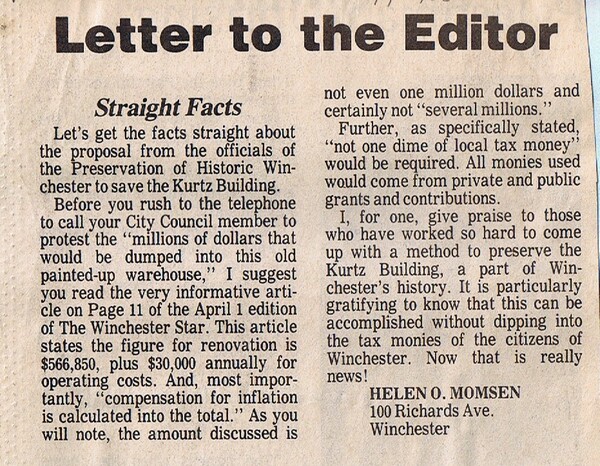 Letter to the Editor
Straight Facts
Let's get the facts straight about
the proposal from the officials of
the Preservation of Historic Win-
chester to save the Kurtz Building.
Before you rush to the telephone
to call your City Council member to
protest the "millions of dollars that
would be dumped into this old
painted-up warehouse," I suggest
you read the very informative arti-
cle on Page 11 of the April 1 edition
of The Winchester Star. This article
states the figure for renovation is
$566,850, plus $30,000 annually for
operating costs. And, most impor-
tantly, "compensation for inflation
is calculated into the total." As you
will note, the amount discussed is
not even one million dollars and
certainly not "several millions."
Further, as specifically stated,
"not one dime of local tax money"
would be required. All monies used
would come from private and public
grants and contributions.
I, for one, give praise to those
who have worked so hard to come
up with a method to preserve the
Kurtz Building, a part of Win-
chester's history. It is particularly
gratifying to know that this can be
accomplished without dipping into
the tax monies of the citizens of
Winchester. Now that is really
news!
HELEN O. MOMSEN
100 Richards Ave.
Winchester